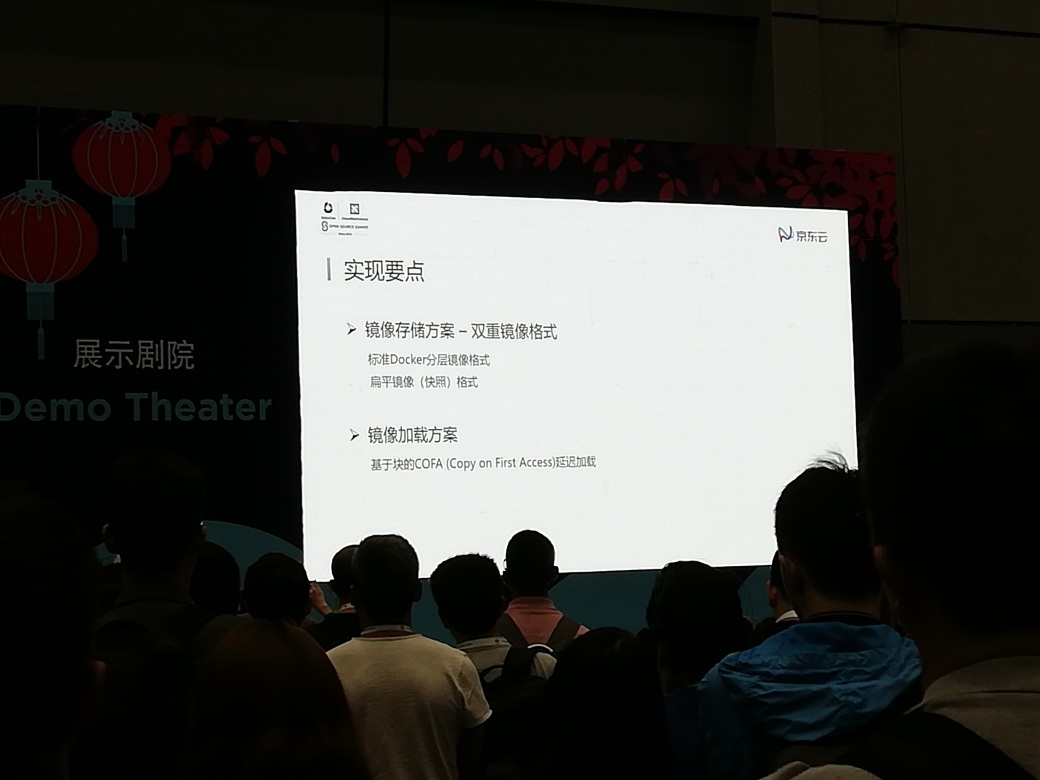 展示剧院
Demo Theater
OPEN SOURCE SUMMIT
京东云
实现要点
➢ 镜像存储方案 – 双重镜像格式
标准Docker分层镜像格式
扁平镜像（快照）格式
➢ 镜像加载方案
基于块的COFA (Copy on First Access)延迟加载